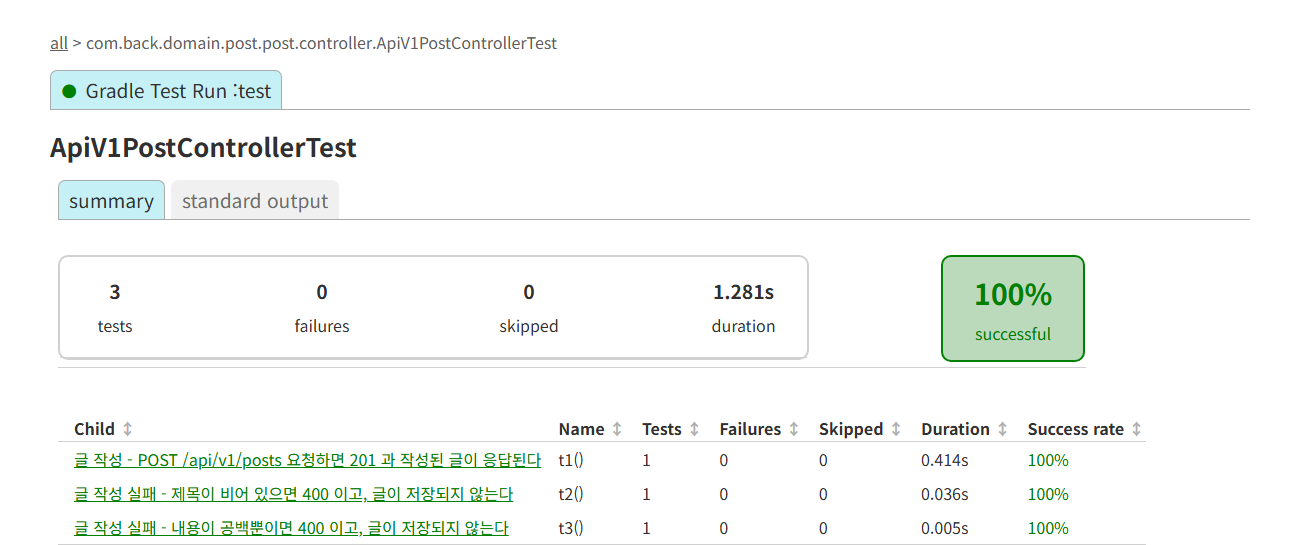 all > com.back.domain.post.post.controller.ApiV1PostControllerTest
Gradle Test Run :test
ApiV1PostControllerTest
summary standard output
3 0 0 1.281s 100%
tests failures skipped duration successful
Child Name Tests Failures Skipped Duration Success rate
글 작성 - POST /api/v1/posts 요청하면 201 과 작성된 글이 응답된다 t1() 1 0 0 0.414s 100%
글 작성 실패 - 제목이 비어 있으면 400 이고, 글이 저장되지 않는다 t2() 1 0 0 0.036s 100%
글 작성 실패 - 내용이 공백뿐이면 400 이고, 글이 저장되지 않는다 t3() 1 0 0 0.005s 100%